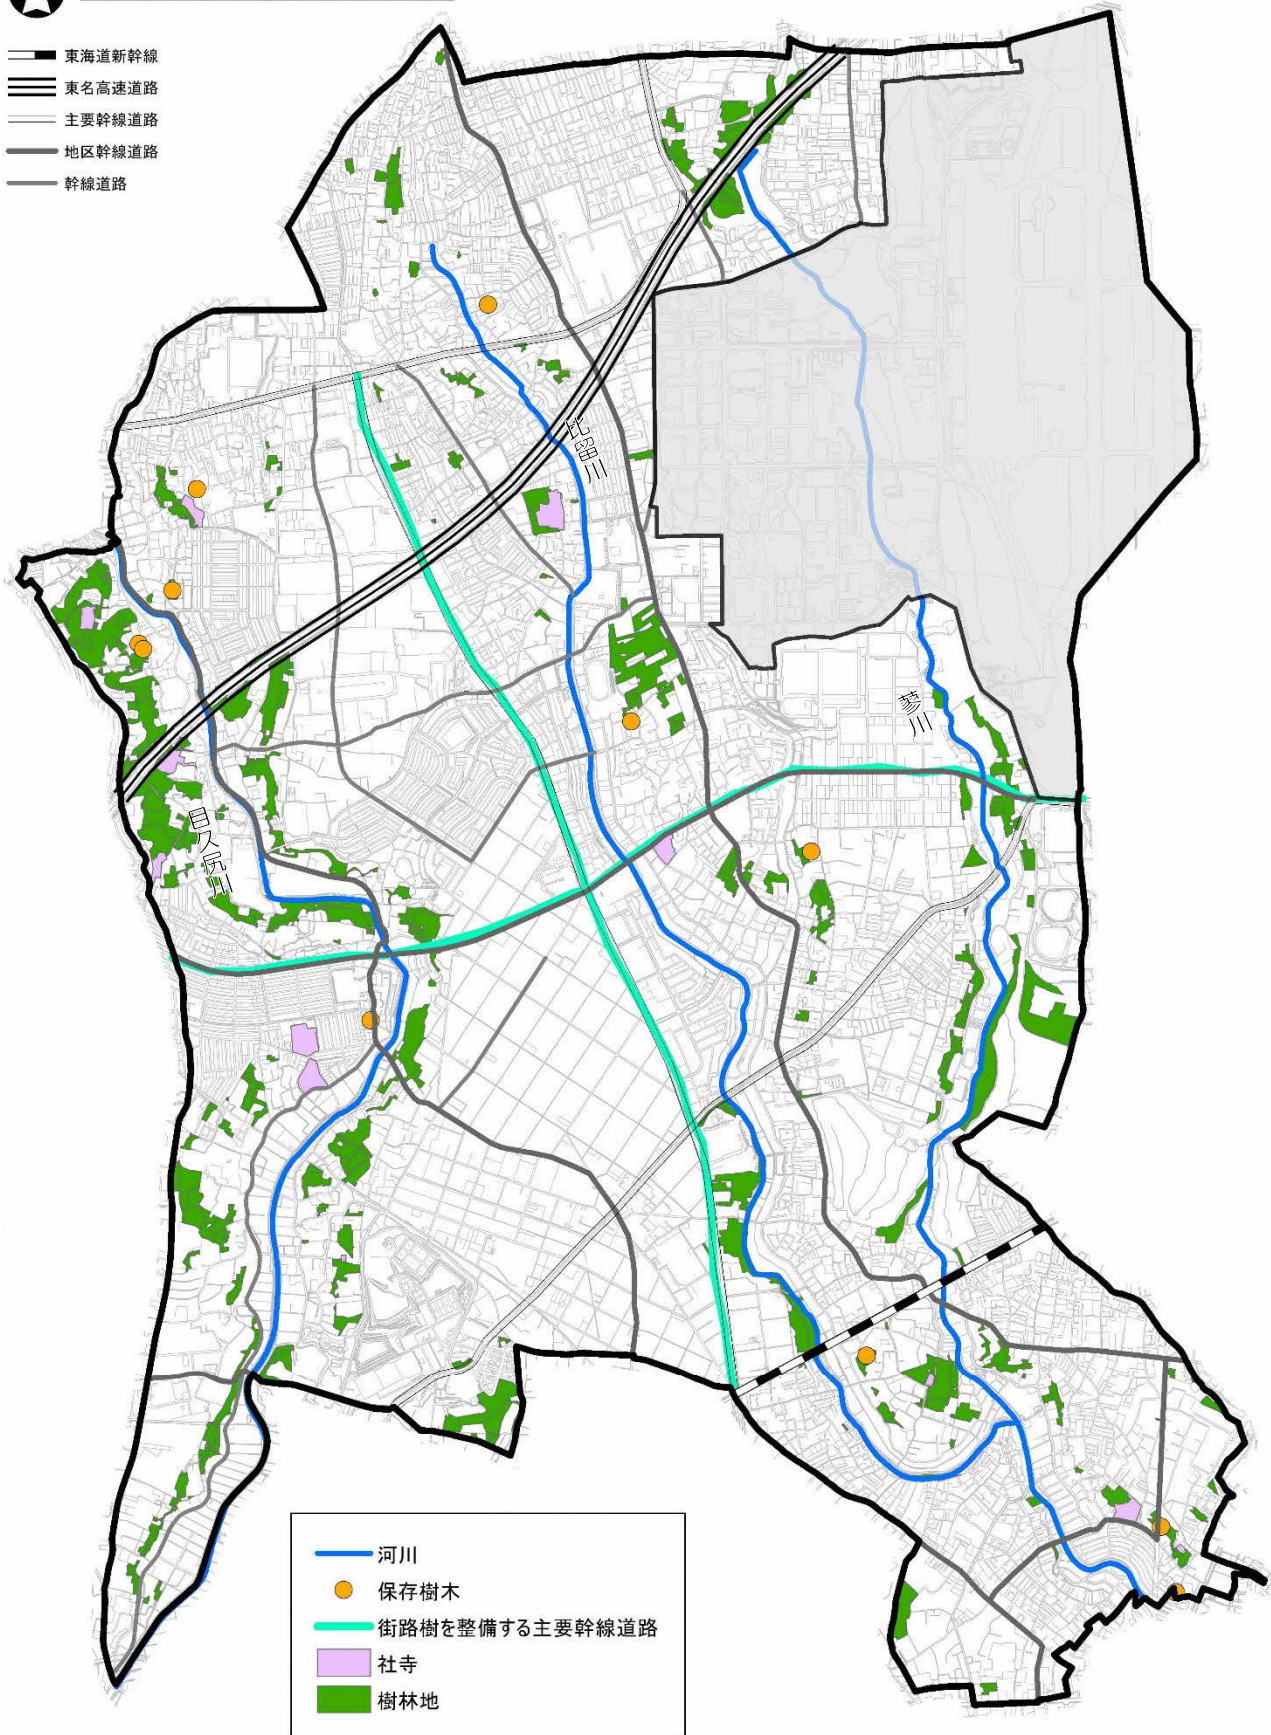 東海道新幹線
東名高速道路
主要幹線道路
地区幹線道路
幹線道路
比留川
蓼川
目久尻川
河川
保存樹木
街路樹を整備する主要幹線道路
社寺
樹林地